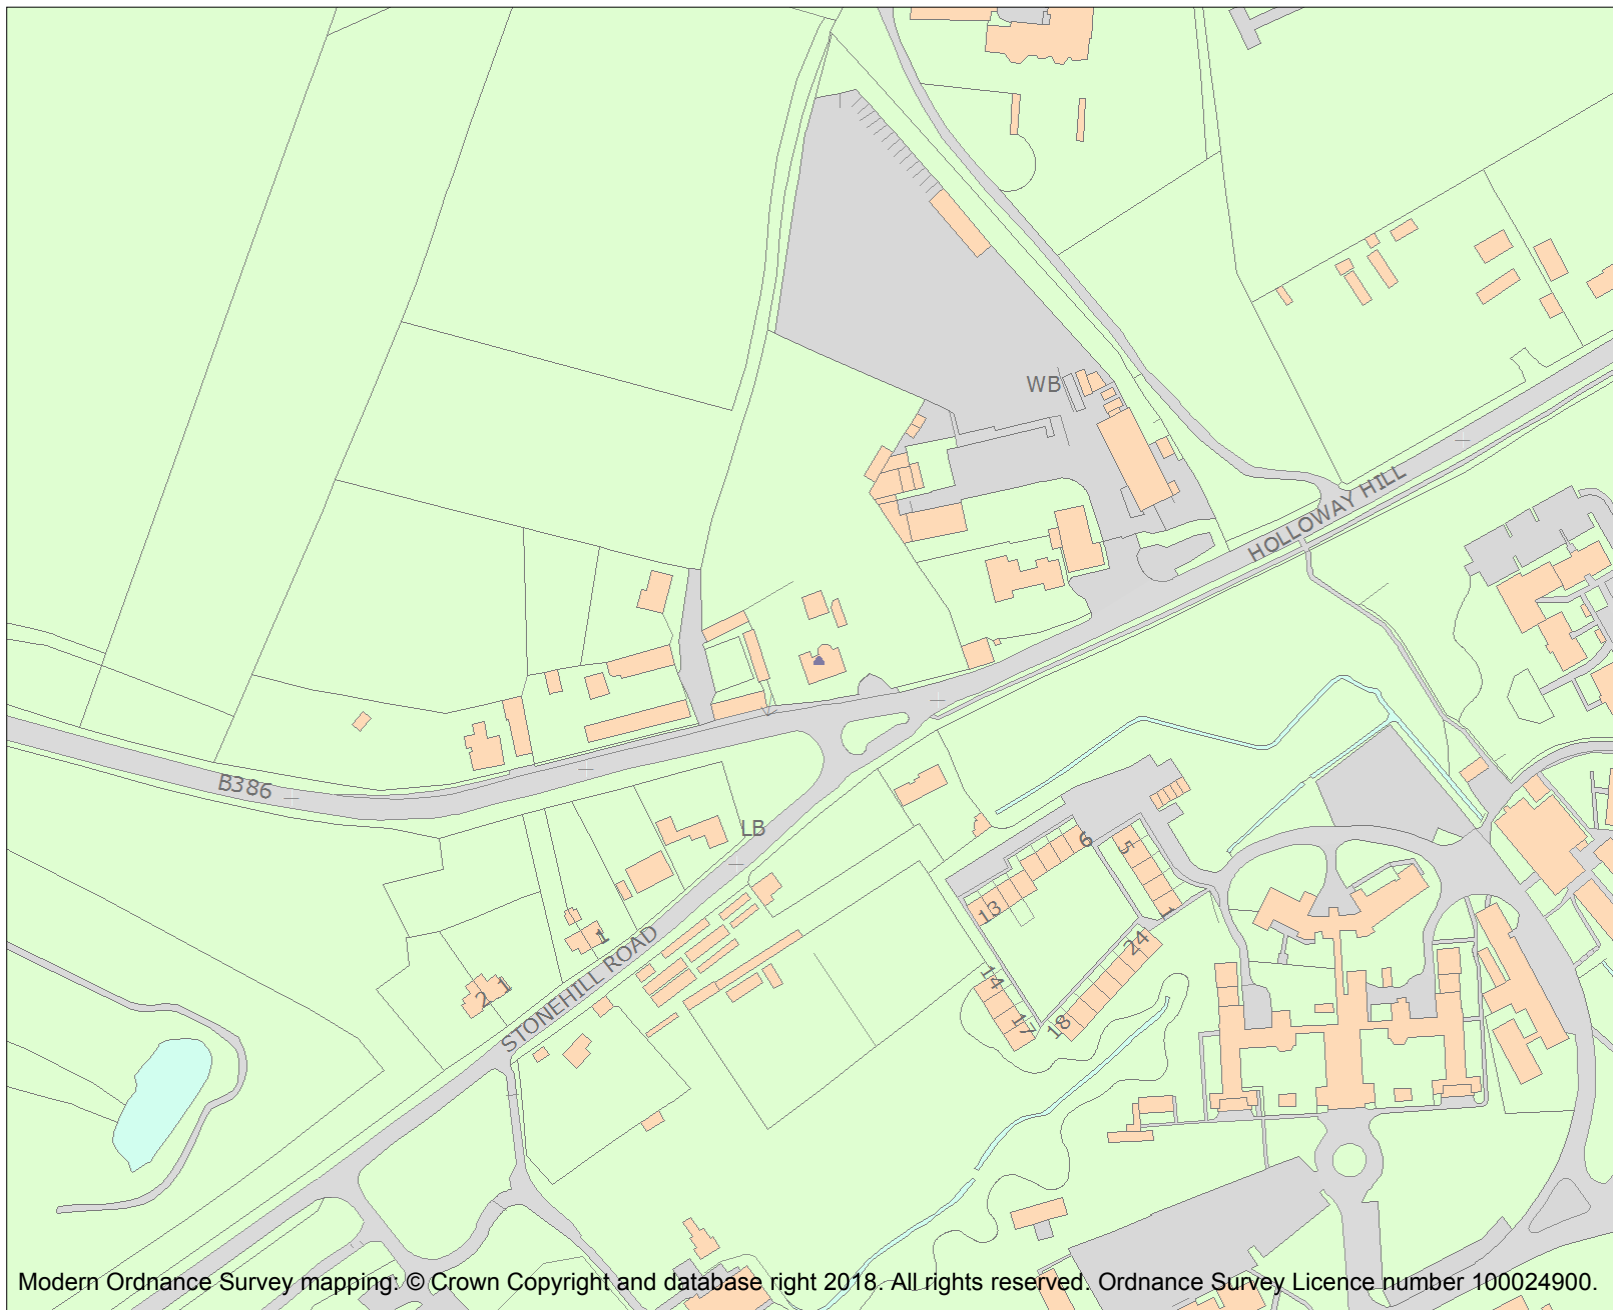 WB
HOLLOWAY HILL
B386
LB
6
5
13
1
1
24
14
2 1
17
18
STONEHILL ROAD
Modern Ordnance Survey mapping: © Crown Copyright and database right 2018. All rights reserved. Ordnance Survey Licence number 100024900.